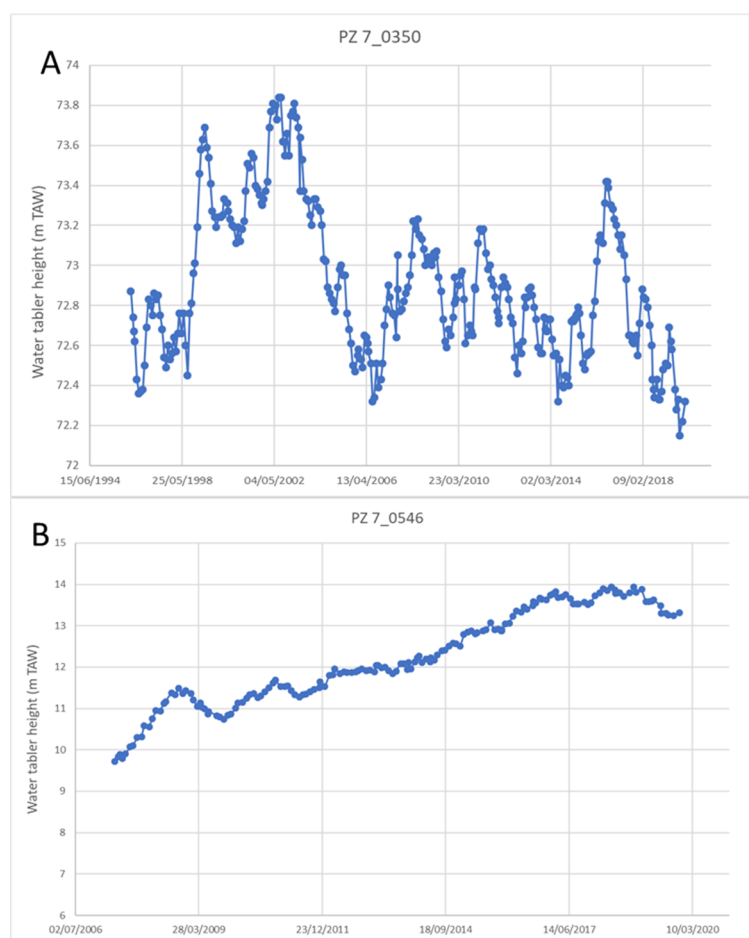 PZ 7_0350
A
74
73.8
73.6
73.4
73.2
73
72.8
72.6
72.4
72.2
72
Water tabler height (m TAW)
15/06/1994 25/05/1998 04/05/2002 13/04/2006 23/03/2010 02/03/2014 09/02/2018
PZ 7_0546
B
15
14
13
12
11
10
9
8
7
6
Water tabler height (m TAW)
02/07/2006 28/03/2009 23/12/2011 18/09/2014 14/06/2017 10/03/2020